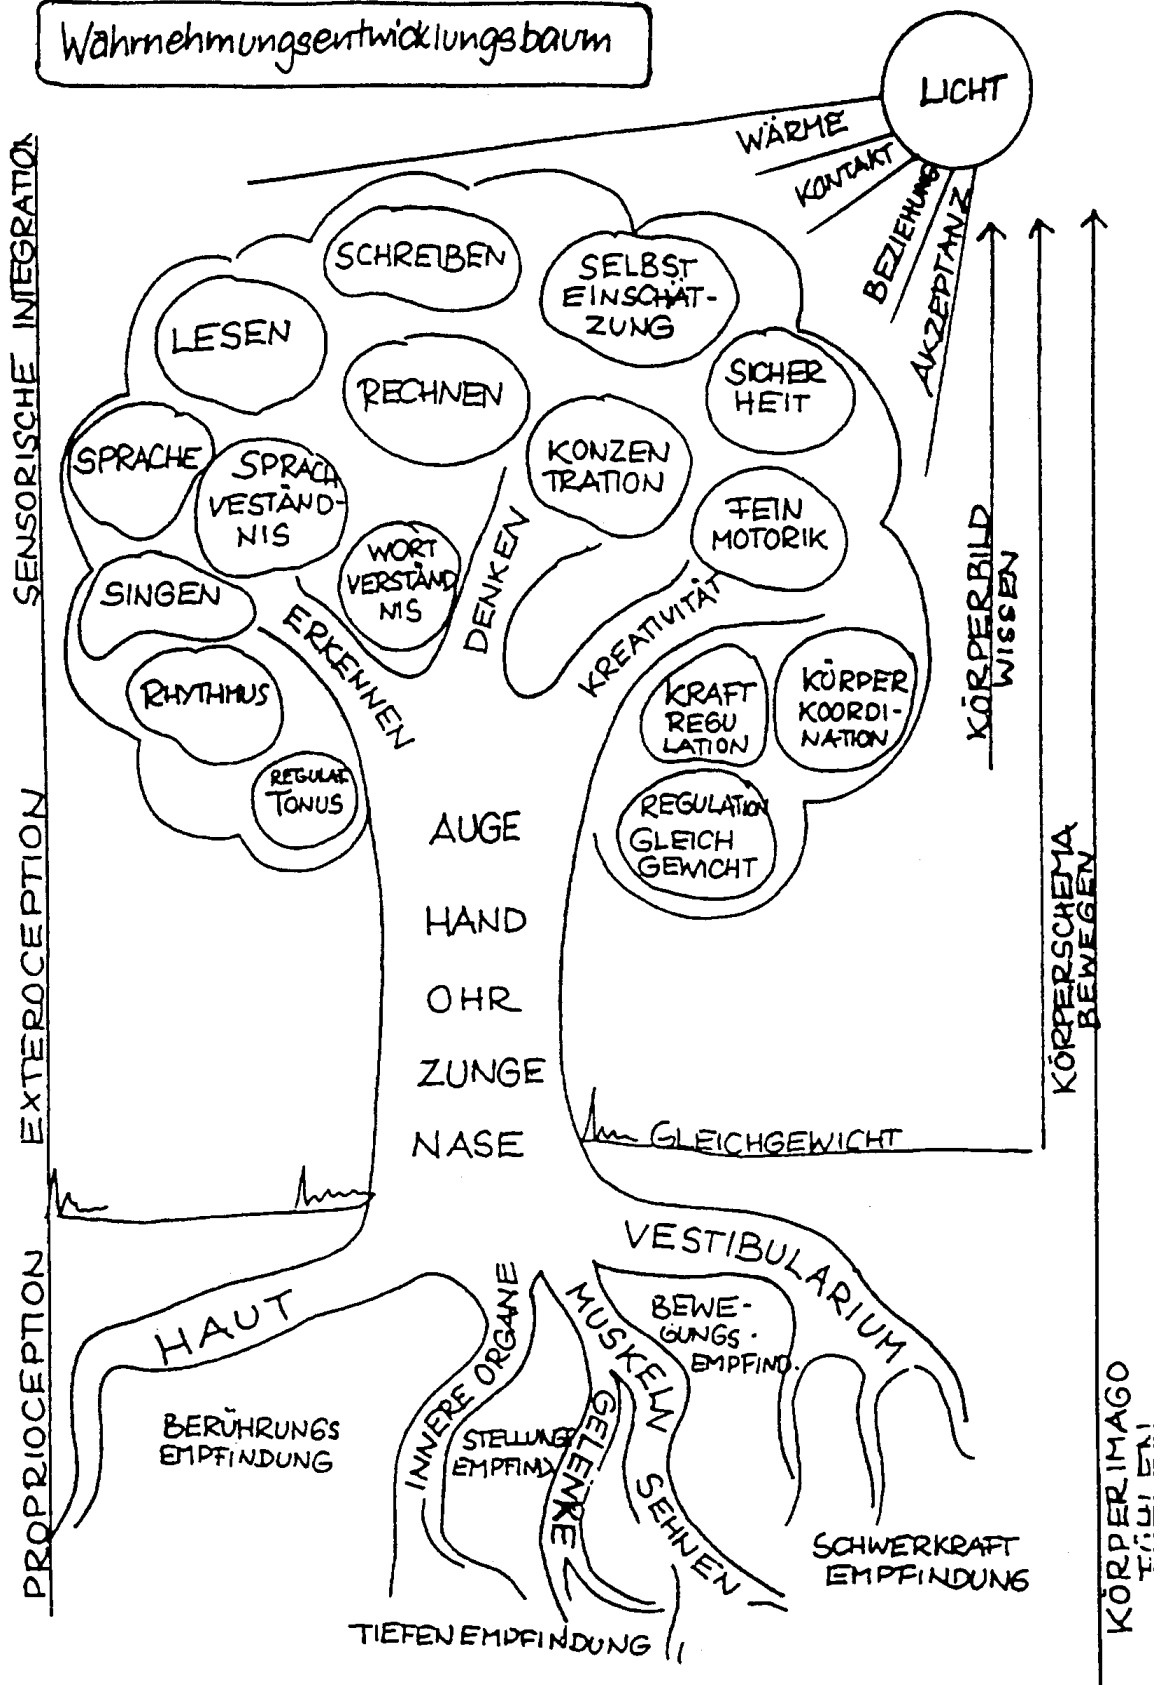 Wahrnehmungsentwicklungsbaum
LICHT
WÄRME
KONTAKT
BEZIEHUNG
AKZEPTANZ
SENSORISCHE INTEGRATION
EXTEROCEPTION
PROPRIOCEPTION
SCHREIBEN
SELBST
EINSCHÄT-
ZUNG
LESEN
RECHNEN
SICHER
HEIT
SPRACHE
SPRACH
VESTÄND-
NIS
KONZEN
TRATION
FEIN
MOTORIK
WORT
VERSTÄND
NIS
SINGEN
RHYTHMUS
REGULAT.
TONUS
ERKENNEN
DENKEN
KREATIVITÄT
KRAFT
REGU
LATION
KÖRPER
KOORDI-
NATION
REGULATION
GLEICH
GEWICHT
KÖRPERBILD
WISSEN
KÖRPERSCHEMA
BEWEGEN
KÖRPERIMAGO
AUGE
HAND
OHR
ZUNGE
NASE
GLEICHGEWICHT
HAUT
INNERE ORGANE
GELENKE
MUSKELN
SEHNEN
VESTIBULARIUM
BEWE-
GUNGS.
EMPFIND.
BERÜHRUNGS
EMPFINDUNG
STELLUNGS
EMPFIND.
SCHWERKRAFT
EMPFINDUNG
TIEFENEMPFINDUNG